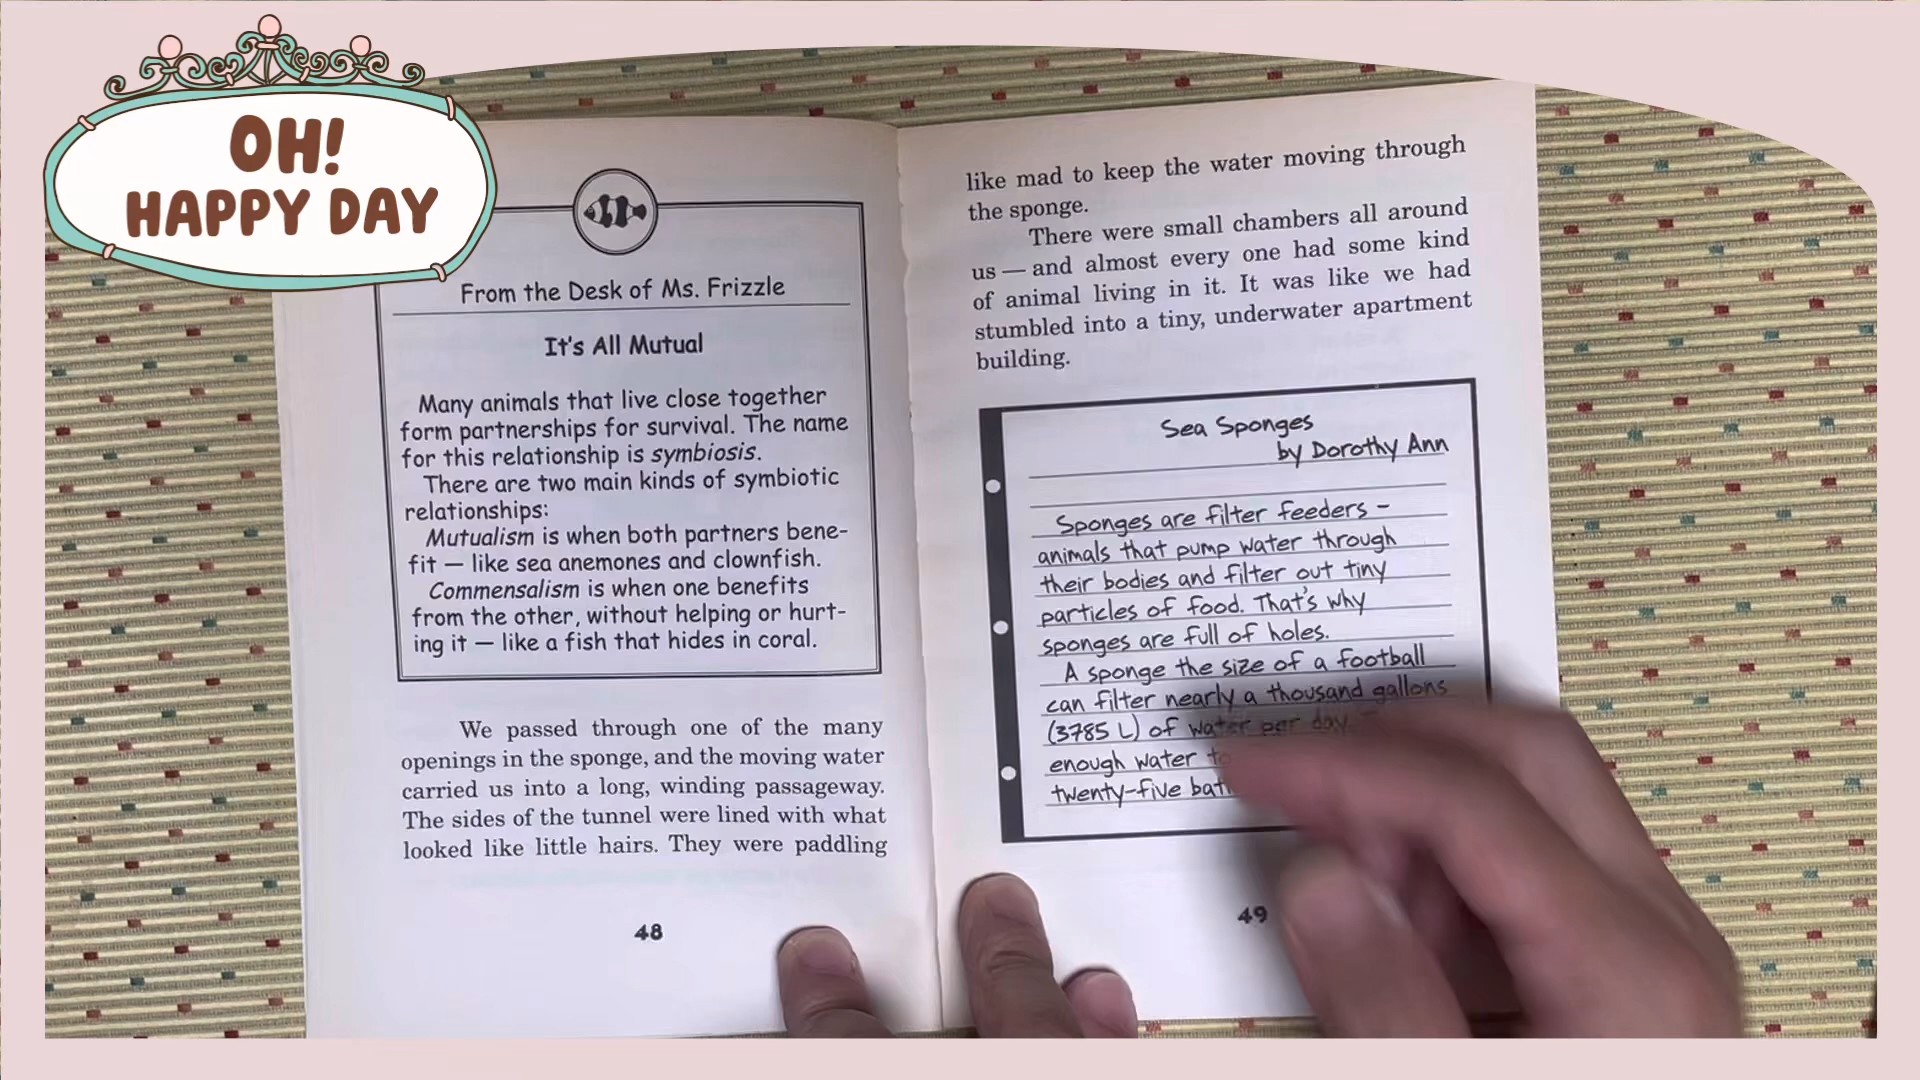 OH!
HAPPY DAY
From the Desk of Ms. Frizzle
It's All Mutual
Many animals that live close together
form partnerships for survival. The name
for this relationship is symbiosis.
There are two main kinds of symbiotic
relationships:
Mutualism is when both partners bene-
fit — like sea anemones and clownfish.
Commensalism is when one benefits
from the other, without helping or hurt-
ing it — like a fish that hides in coral.
We passed through one of the many
openings in the sponge, and the moving water
carried us into a long, winding passageway.
The sides of the tunnel were lined with what
looked like little hairs. They were paddling
48
like mad to keep the water moving through
the sponge.
There were small chambers all around
us — and almost every one had some kind
of animal living in it. It was like we had
stumbled into a tiny, underwater apartment
building.
Sea Sponges
by Dorothy Ann
Sponges are filter feeders -
animals that pump water through
their bodies and filter out tiny
particles of food. That's why
sponges are full of holes.
A sponge the size of a football
can filter nearly a thousand gallons
(3785 L) of water per day.
enough water
twenty-five
49